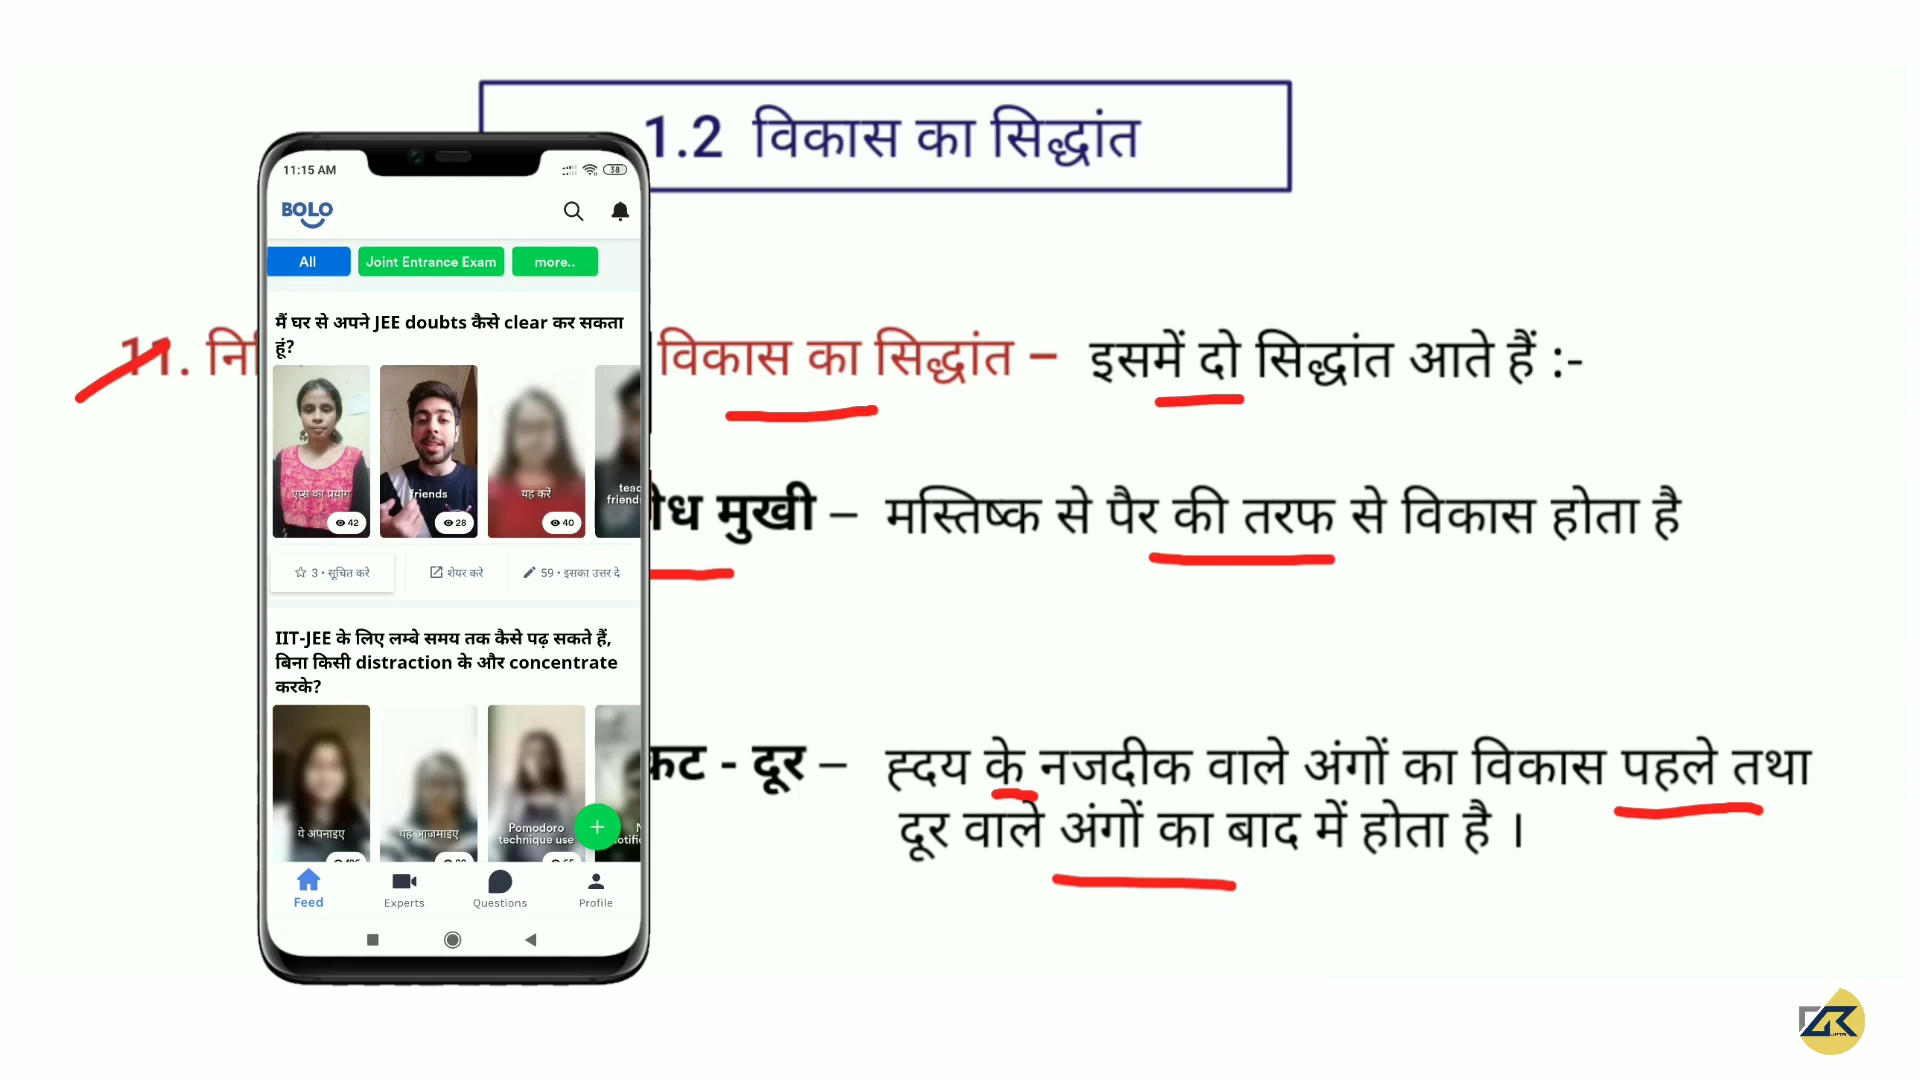 1.2 विकास का सिद्धांत
11.
विकास का सिद्धांत – इसमें दो सिद्धांत आते हैं :-
मुखी – मस्तिष्क से पैर की तरफ से विकास होता है
दूर – ह्दय के नजदीक वाले अंगों का विकास पहले तथा
दूर वाले अंगों का बाद में होता है ।
11:15 AM
38
BOLO
All
Joint Entrance Exam
more..
मैं घर से अपने JEE doubts कैसे clear कर सकता
हूं?
एप्स का प्रयोग
friends
यह करें
42
28
40
3 • सूचित करे
शेयर करे
59 • इसका उत्तर दे
IIT-JEE के लिए लम्बे समय तक कैसे पढ़ सकते हैं,
बिना किसी distraction के और concentrate
करके?
ये अपनाइए
यह आजमाइए
Pomodoro
technique use
Feed
Experts
Questions
Profile